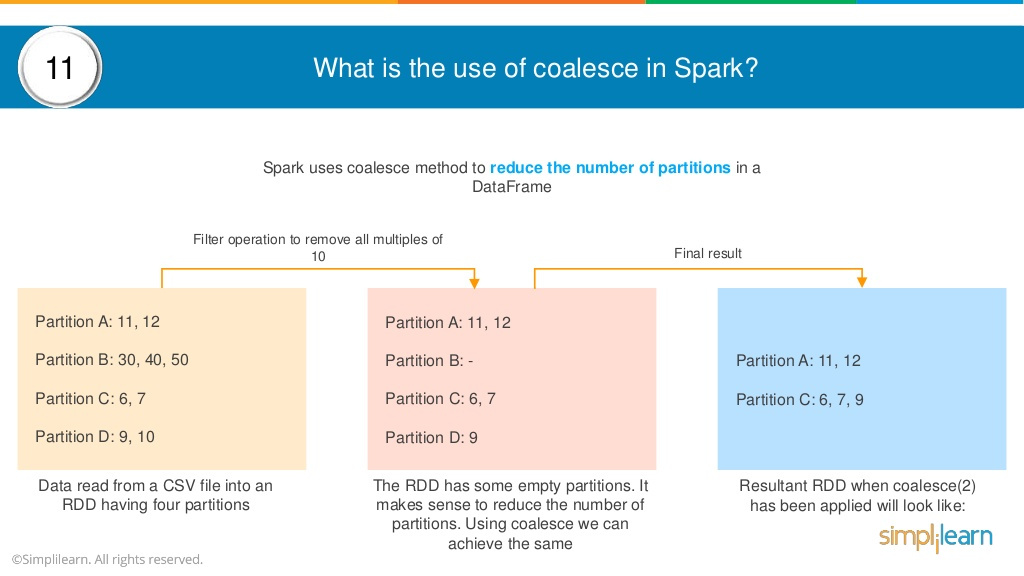 11
What is the use of coalesce in Spark?
Spark uses coalesce method to reduce the number of partitions in a
DataFrame
Filter operation to remove all multiples of
10
Final result
Partition A: 11, 12
Partition B: 30, 40, 50
Partition C: 6, 7
Partition D: 9, 10
Data read from a CSV file into an
RDD having four partitions
Partition A: 11, 12
Partition B: -
Partition C: 6, 7
Partition D: 9
The RDD has some empty partitions. It
makes sense to reduce the number of
partitions. Using coalesce we can
achieve the same
Partition A: 11, 12
Partition C: 6, 7, 9
Resultant RDD when coalesce(2)
has been applied will look like:
simplilearn
©Simplilearn. All rights reserved.